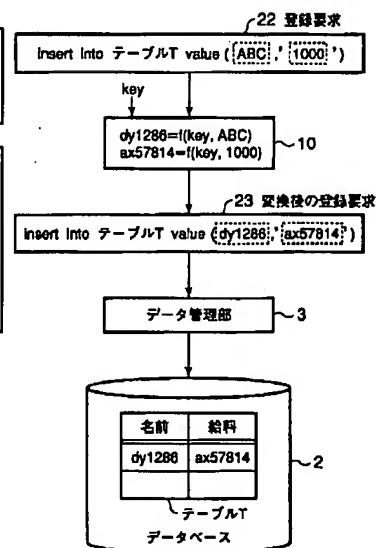 22 登録要求
insert into テーブルT value (ABC,' 1000 ')
key
dy1286=f(key, ABC)
ax57814=f(key, 1000)
10
23 変換後の登録要求
insert into テーブルT value (dy1286,' ax57814 ')
データ管理部
3
名前 給料
dy1286 ax57814
2
テーブルT
データベース